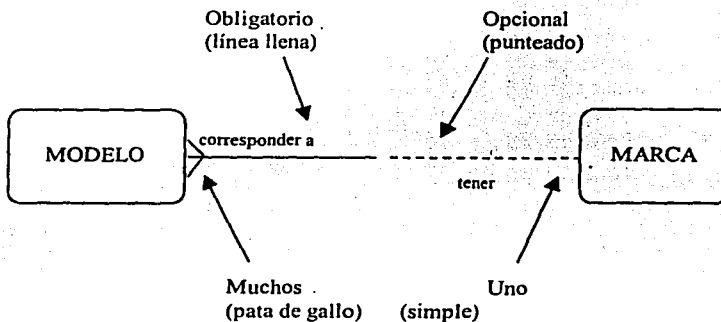 Obligatorio
(línea llena)
Opcional
(punteado)
MODELO
corresponder a
tener
MARCA
Muchos
(pata de gallo)
Uno
(simple)